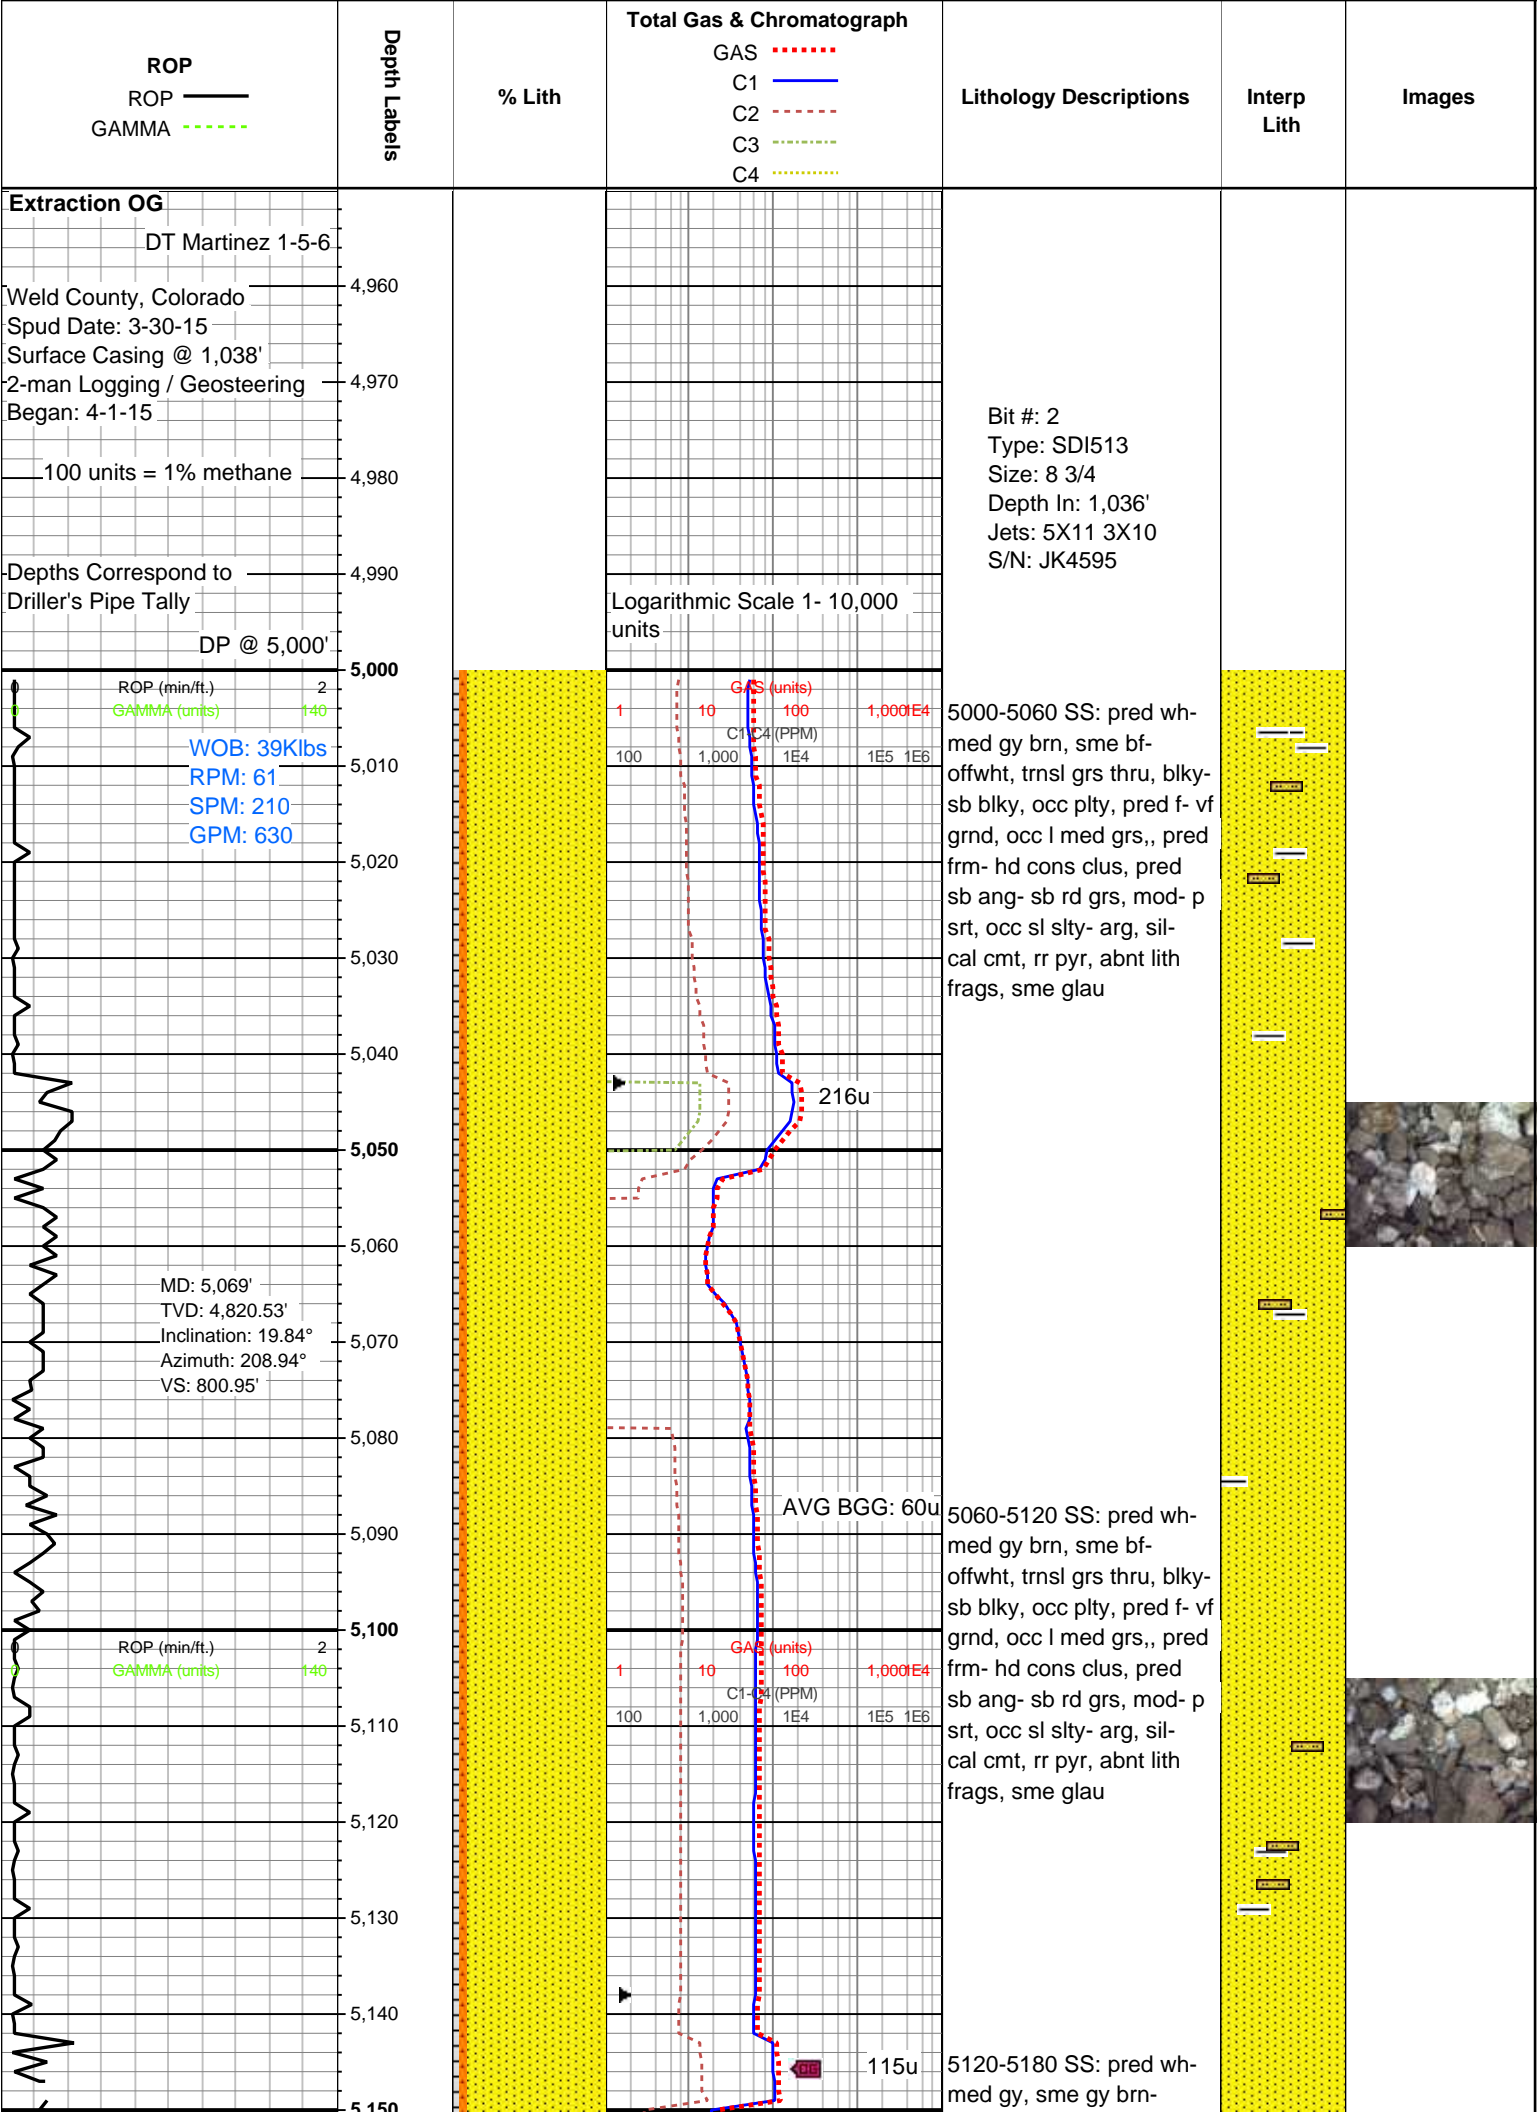 ROP
ROP
GAMMA
Depth Labels
% Lith
Total Gas & Chromatograph
GAS
C1
C2
C3
C4
Lithology Descriptions
Interp
Lith
Images
Extraction OG
DT Martinez 1-5-6
Weld County, Colorado
Spud Date: 3-30-15
Surface Casing @ 1,038'
2-man Logging / Geosteering
Began: 4-1-15
100 units = 1% methane
Depths Correspond to
Driller's Pipe Tally
DP @ 5,000'
4,960
4,970
4,980
4,990
5,000
Logarithmic Scale 1- 10,000
units
Bit #: 2
Type: SDI513
Size: 8 3/4
Depth In: 1,036'
Jets: 5X11 3X10
S/N: JK4595
0 ROP (min/ft.) 2
0 GAMMA (units) 140
WOB: 39Klbs
RPM: 61
SPM: 210
GPM: 630
GAS (units)
1 10 100 1,000 1E4
C1-C4 (PPM)
100 1,000 1E4 1E5 1E6
5000-5060 SS: pred wh-
med gy brn, sme bf-
offwht, trnsl grs thru, blky-
sb blky, occ plty, pred f- vf
grnd, occ l med grs,, pred
frm- hd cons clus, pred
sb ang- sb rd grs, mod- p
srt, occ sl slty- arg, sil-
cal cmt, rr pyr, abnt lith
frags, sme glau
5,010
5,020
5,030
5,040
5,050
5,060
5,070
5,080
5,090
5,100
216u
MD: 5,069'
TVD: 4,820.53'
Inclination: 19.84°
Azimuth: 208.94°
VS: 800.95'
AVG BGG: 60u
5060-5120 SS: pred wh-
med gy brn, sme bf-
offwht, trnsl grs thru, blky-
sb blky, occ plty, pred f- vf
grnd, occ l med grs,, pred
frm- hd cons clus, pred
sb ang- sb rd grs, mod- p
srt, occ sl slty- arg, sil-
cal cmt, rr pyr, abnt lith
frags, sme glau
0 ROP (min/ft.) 2
0 GAMMA (units) 140
GAS (units)
1 10 100 1,000 1E4
C1-C4 (PPM)
100 1,000 1E4 1E5 1E6
5,110
5,120
5,130
5,140
5,150
CG
115u
5120-5180 SS: pred wh-
med gy, sme gy brn-